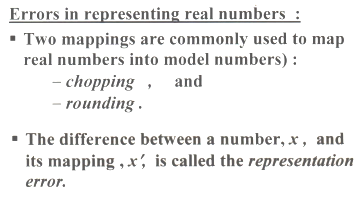 Errors in representing real numbers :
▪ Two mappings are commonly used to map
real numbers into model numbers) :
– chopping , and
– rounding .
▪ The difference between a number, x , and
its mapping , x′, is called the representation
error.